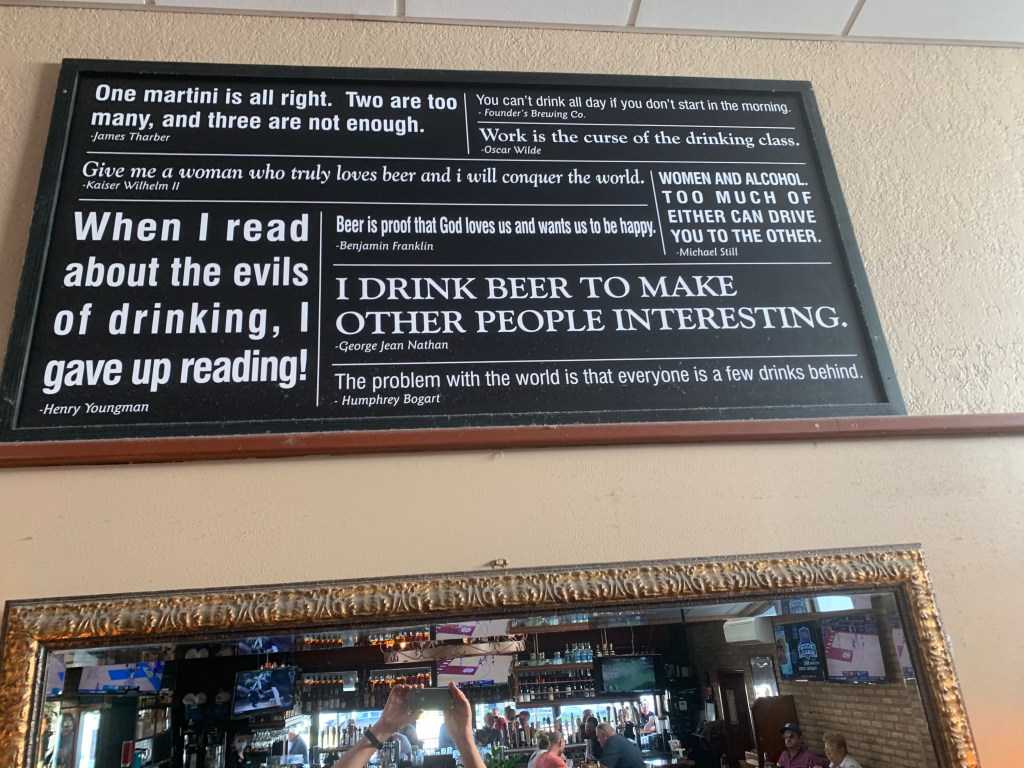 One martini is all right. Two are too
many, and three are not enough.
-James Tharber
You can't drink all day if you don't start in the morning.
- Founder's Brewing Co.
Work is the curse of the drinking class.
-Oscar Wilde
Give me a woman who truly loves beer and i will conquer the world.
-Kaiser Wilhelm II
WOMEN AND ALCOHOL.
TOO MUCH OF
EITHER CAN DRIVE
YOU TO THE OTHER.
-Michael Still
When I read
about the evils
of drinking, I
gave up reading!
-Henry Youngman
Beer is proof that God loves us and wants us to be happy.
-Benjamin Franklin
I DRINK BEER TO MAKE
OTHER PEOPLE INTERESTING.
-George Jean Nathan
The problem with the world is that everyone is a few drinks behind.
- Humphrey Bogart